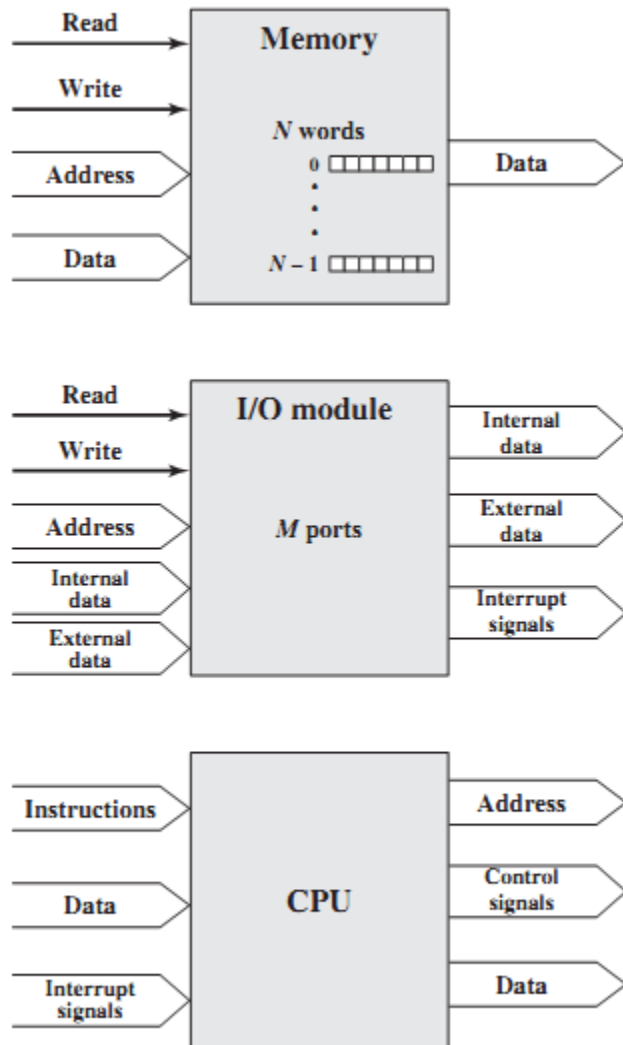 Read
Memory
Write
N words
Address
0
Data
Data
N – 1
Read
I/O module
Internal
data
Write
External
data
Address
M ports
Internal
data
Interrupt
signals
External
data
Instructions
Address
Control
signals
Data
CPU
Interrupt
signals
Data